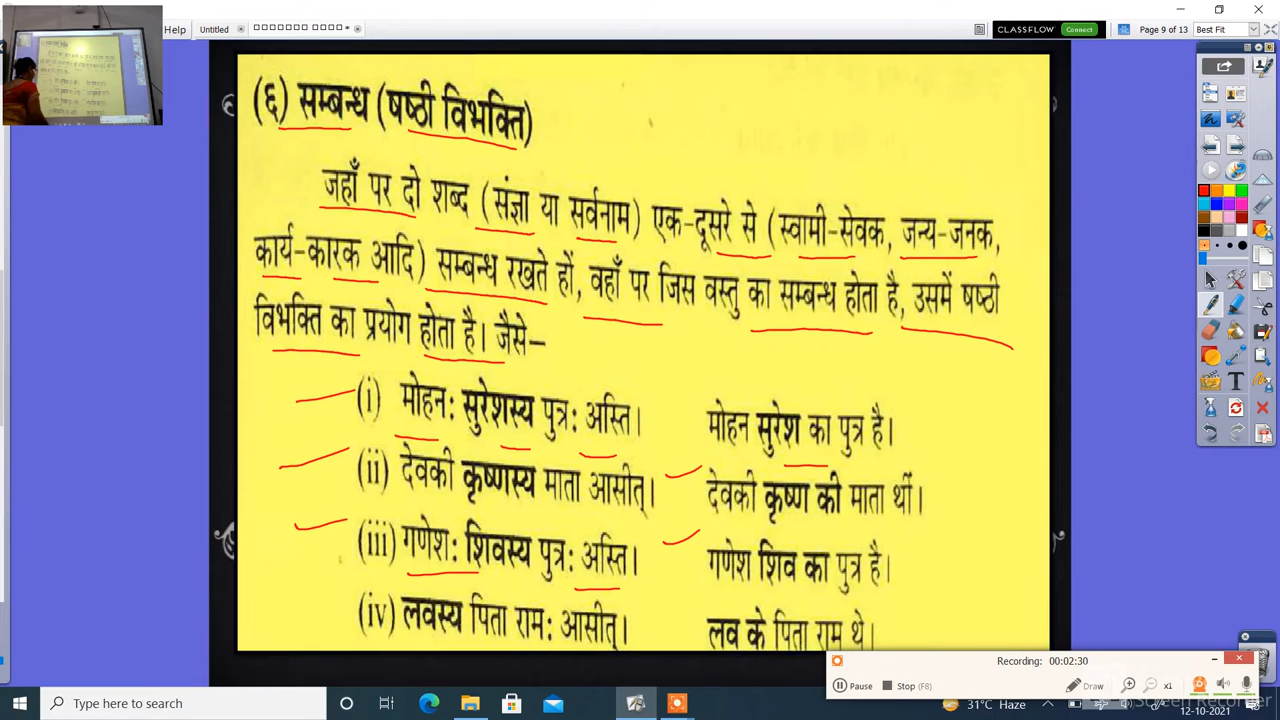 Help
Untitled
CLASSFLOW
Connect
Page 9 of 13
Best Fit
(६) सम्बन्ध (षष्ठी विभक्ति)
जहाँ पर दो शब्द (संज्ञा या सर्वनाम) एक-दूसरे से (स्वामी-सेवक, जन्य-जनक,
कार्य-कारक आदि) सम्बन्ध रखते हों, वहाँ पर जिस वस्तु का सम्बन्ध होता है, उसमें षष्ठी
विभक्ति का प्रयोग होता है। जैसे—
(i) मोहन: सुरेशस्य पुत्र: अस्ति। मोहन सुरेश का पुत्र है।
(ii) देवकी कृष्णस्य माता आसीत्। देवकी कृष्ण की माता थीं।
(iii) गणेश: शिवस्य पुत्र: अस्ति। गणेश शिव का पुत्र है।
(iv) लवस्य पिता राम: आसीत्। लव के पिता राम थे।
Recording: 00:02:30
Pause
Stop (F8)
Draw
x1
Type here to search
31°C Haze
12-10-2021
Screen Recorder